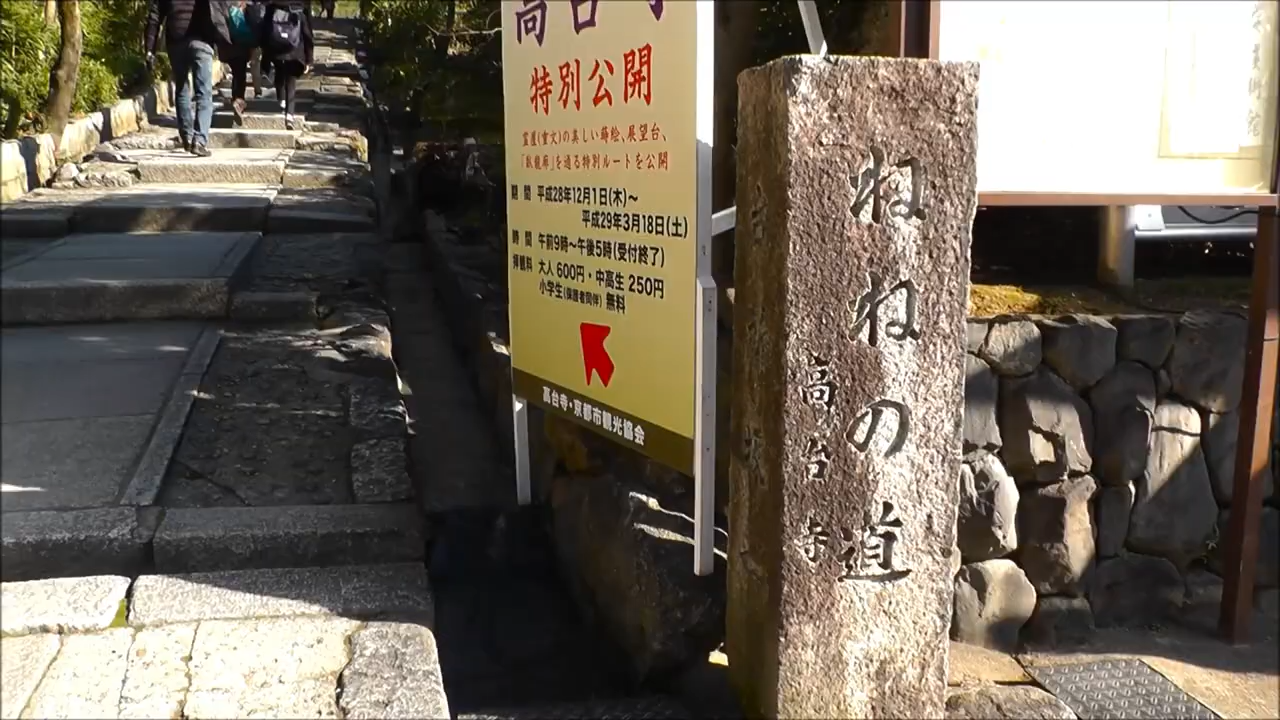 高台寺
特別公開
霊屋(重文)の美しい蒔絵、展望台、
「臥龍廊」を通る特別ルートを公開
期 間 平成28年12月1日(木)~
平成29年3月18日(土)
時 間 午前9時~午後5時(受付終了)
拝観料 大人 600円・中高生 250円
小学生(保護者同伴) 無料
高台寺・京都市観光協会
ねねの道
高台寺